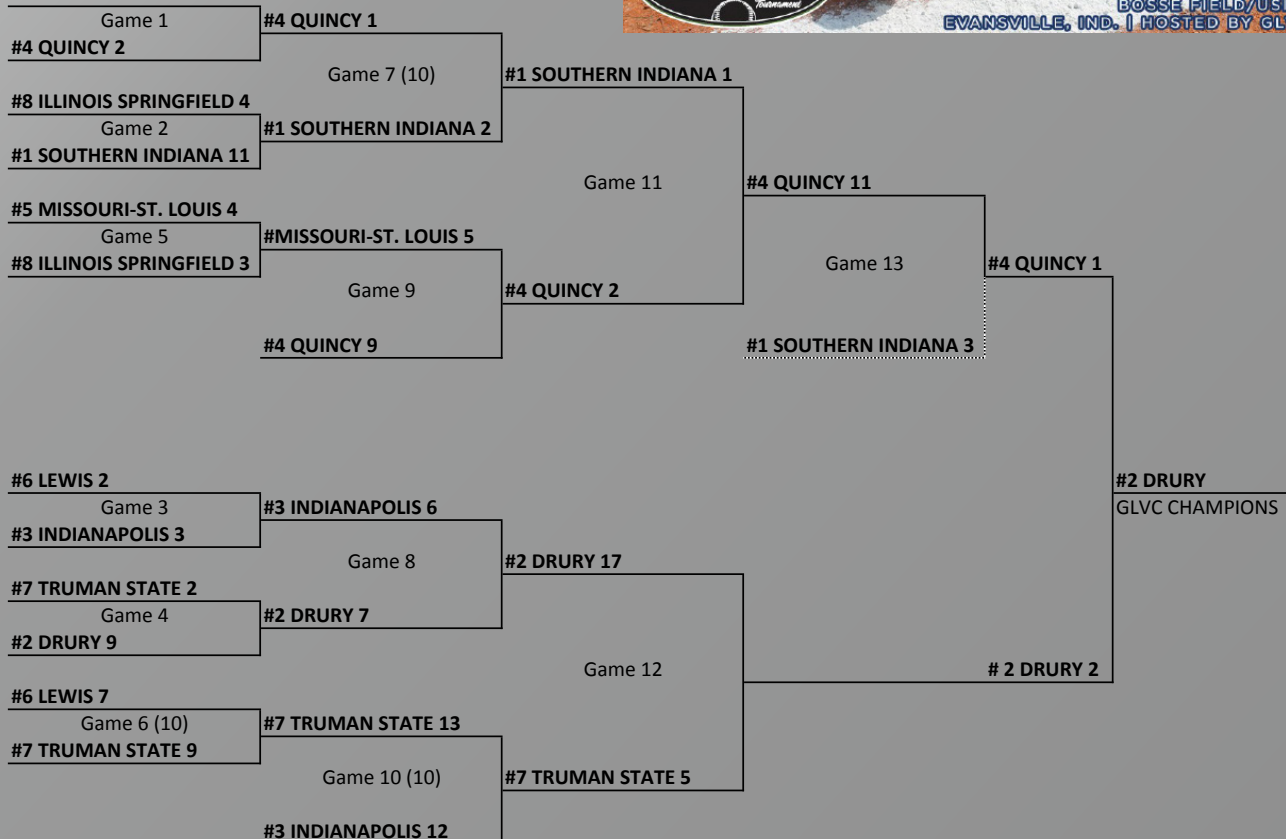 Tournament
BOSSE FIELD/
EVANSVILLE, IND. | HOSTED BY
Game 1
#4 QUINCY 2
#4 QUINCY 1
Game 7 (10)
#8 ILLINOIS SPRINGFIELD 4
Game 2
#1 SOUTHERN INDIANA 11
#1 SOUTHERN INDIANA 2
#1 SOUTHERN INDIANA 1
Game 11
#5 MISSOURI-ST. LOUIS 4
Game 5
#8 ILLINOIS SPRINGFIELD 3
#MISSOURI-ST. LOUIS 5
Game 9
#4 QUINCY 9
#4 QUINCY 2
#4 QUINCY 11
Game 13
#1 SOUTHERN INDIANA 3
#4 QUINCY 1
#6 LEWIS 2
Game 3
#3 INDIANAPOLIS 3
#3 INDIANAPOLIS 6
Game 8
#7 TRUMAN STATE 2
Game 4
#2 DRURY 9
#2 DRURY 7
#2 DRURY 17
Game 12
#6 LEWIS 7
Game 6 (10)
#7 TRUMAN STATE 9
#7 TRUMAN STATE 13
Game 10 (10)
#3 INDIANAPOLIS 12
#7 TRUMAN STATE 5
# 2 DRURY 2
#2 DRURY
GLVC CHAMPIONS